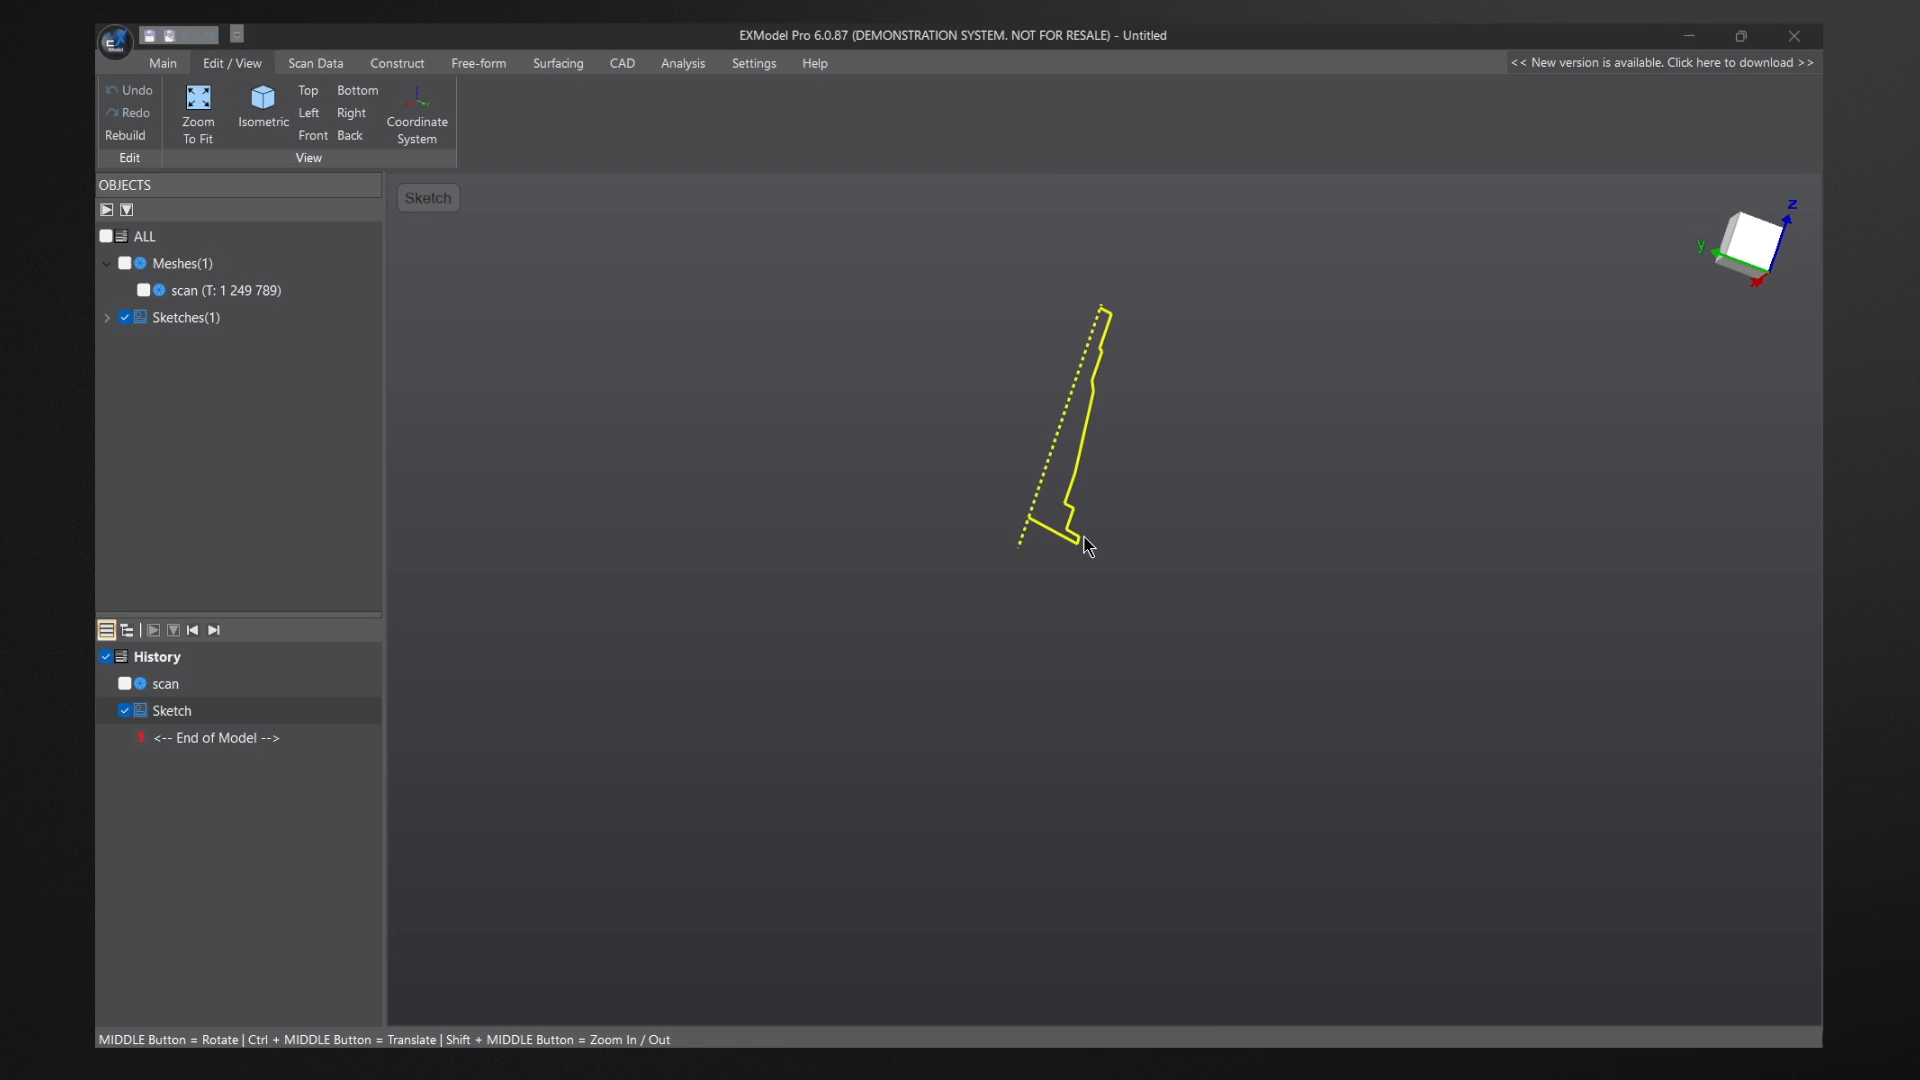 EXModel Pro 6.0.87 (DEMONSTRATION SYSTEM. NOT FOR RESALE) - Untitled
Main Edit / View Scan Data Construct Free-form Surfacing CAD Analysis Settings Help << New version is available. Click here to download >>
Undo
Redo
Rebuild
Edit
Zoom
To Fit
Isometric
Top Bottom
Left Right
Front Back
Coordinate
System
View
OBJECTS
ALL
Meshes(1)
scan (T: 1 249 789)
Sketches(1)
Sketch
z
y
History
scan
Sketch
<-- End of Model -->
MIDDLE Button = Rotate | Ctrl + MIDDLE Button = Translate | Shift + MIDDLE Button = Zoom In / Out